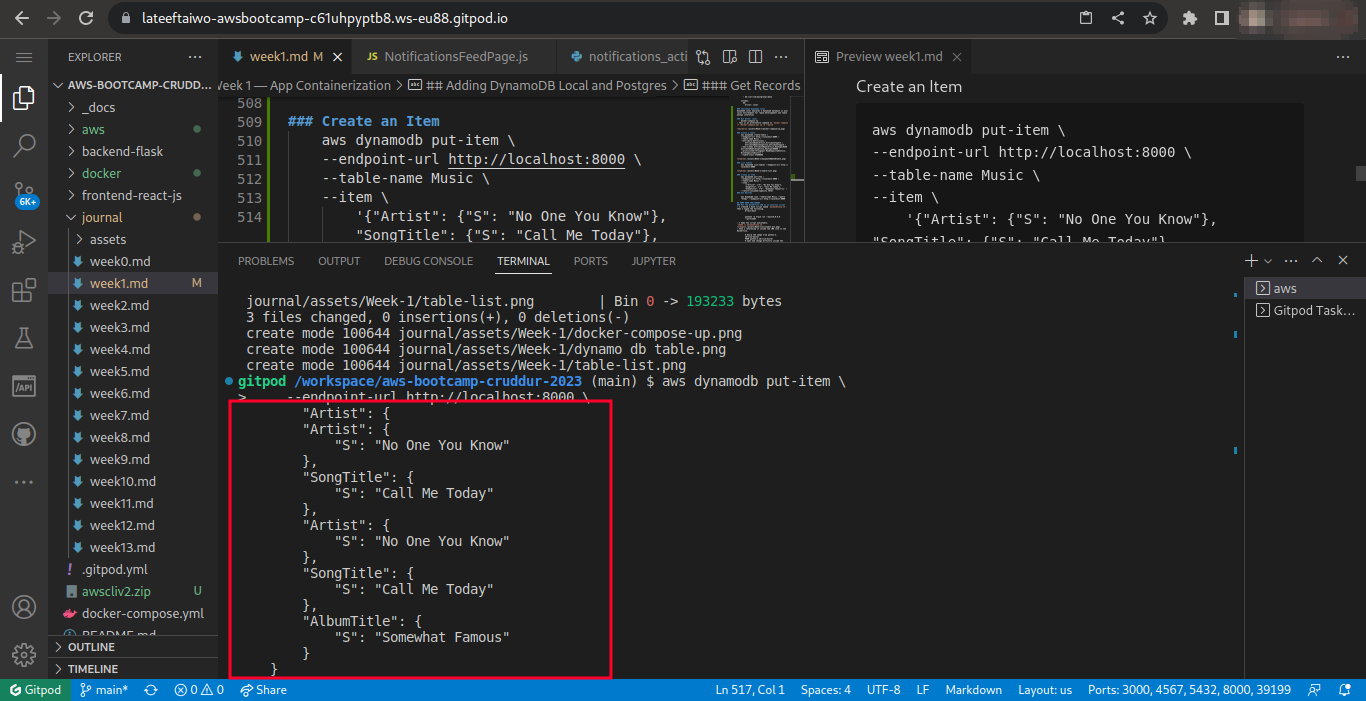 lateeftaiwo-awsbootcamp-c61uhpyptb8.ws-eu88.gitpod.io
EXPLORER
AWS-BOOTCAMP-CRUDD...
_docs
aws
backend-flask
docker
frontend-react-js
journal
assets
week0.md
week1.md M
week2.md
week3.md
week4.md
week5.md
week6.md
week7.md
week8.md
week9.md
week10.md
week11.md
week12.md
week13.md
.gitpod.yml
awscliv2.zip U
docker-compose.yml
README.md
OUTLINE
TIMELINE
6K+
/API
week1.md M
JS NotificationsFeedPage.js
notifications_acti
Week 1 — App Containerization > ## Adding DynamoDB Local and Postgres > #### Get Records
508
509 ### Create an Item
510 aws dynamodb put-item \
511 --endpoint-url http://localhost:8000 \
512 --table-name Music \
513 --item \
514 '{"Artist": {"S": "No One You Know"},
"SongTitle": {"S": "Call Me Today"},
Preview week1.md
Create an Item
aws dynamodb put-item \
--endpoint-url http://localhost:8000 \
--table-name Music \
--item \
'{"Artist": {"S": "No One You Know"},
"SongTitle": {"S": "Call Me Today"},
PROBLEMS OUTPUT DEBUG CONSOLE TERMINAL PORTS JUPYTER
journal/assets/Week-1/table-list.png | Bin 0 -> 193233 bytes
3 files changed, 0 insertions(+), 0 deletions(-)
create mode 100644 journal/assets/Week-1/docker-compose-up.png
create mode 100644 journal/assets/Week-1/dynamo db table.png
create mode 100644 journal/assets/Week-1/table-list.png
gitpod /workspace/aws-bootcamp-cruddur-2023 (main) $ aws dynamodb put-item \
> --endpoint-url http://localhost:8000 \
"Artist": {
"Artist": {
"S": "No One You Know"
},
"SongTitle": {
"S": "Call Me Today"
},
"Artist": {
"S": "No One You Know"
},
"SongTitle": {
"S": "Call Me Today"
},
"AlbumTitle": {
"S": "Somewhat Famous"
}
}
aws
Gitpod Task...
Gitpod main* 0 0 Share
Ln 517, Col 1 Spaces: 4 UTF-8 LF Markdown Layout: us Ports: 3000, 4567, 5432, 8000, 39199